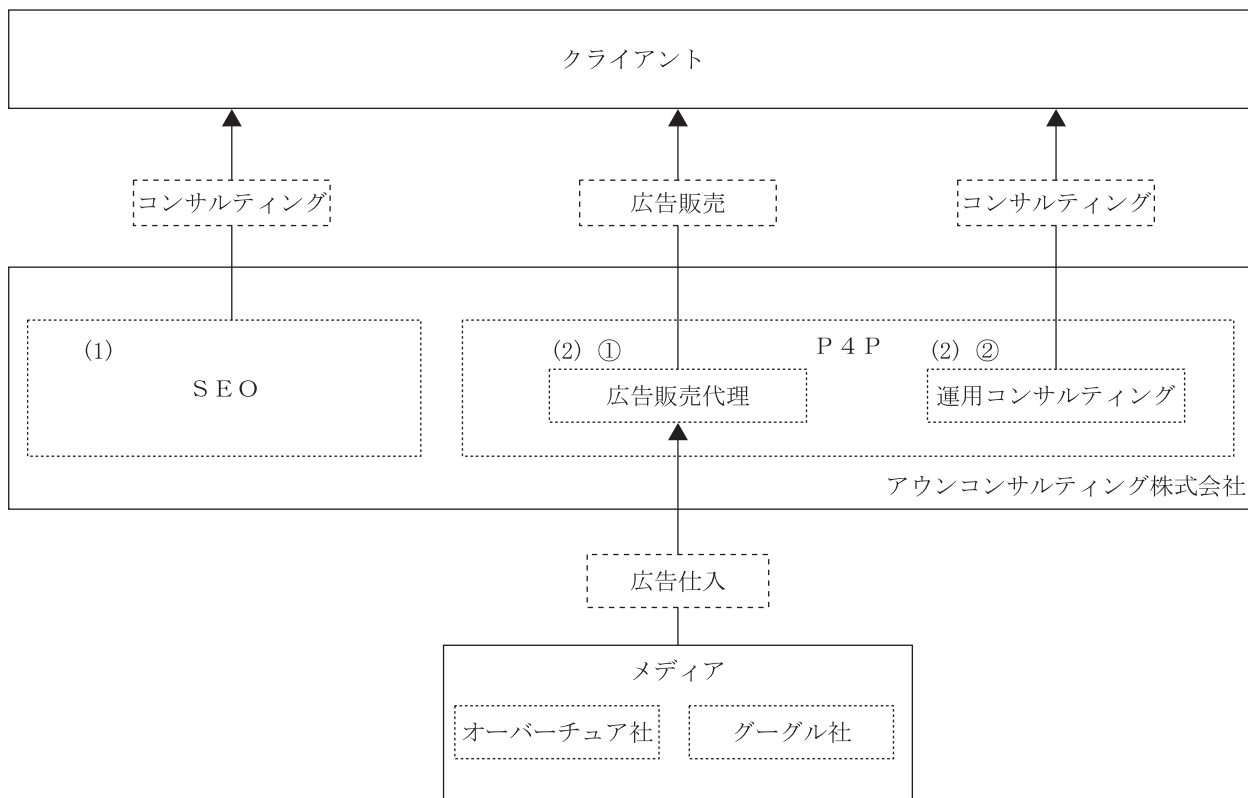 クライアント
コンサルティング
広告販売
コンサルティング
(1)
SEO
P4P
(2) ①
広告販売代理
(2) ②
運用コンサルティング
アウンコンサルティング株式会社
広告仕入
メディア
オーバーチュア社
グーグル社